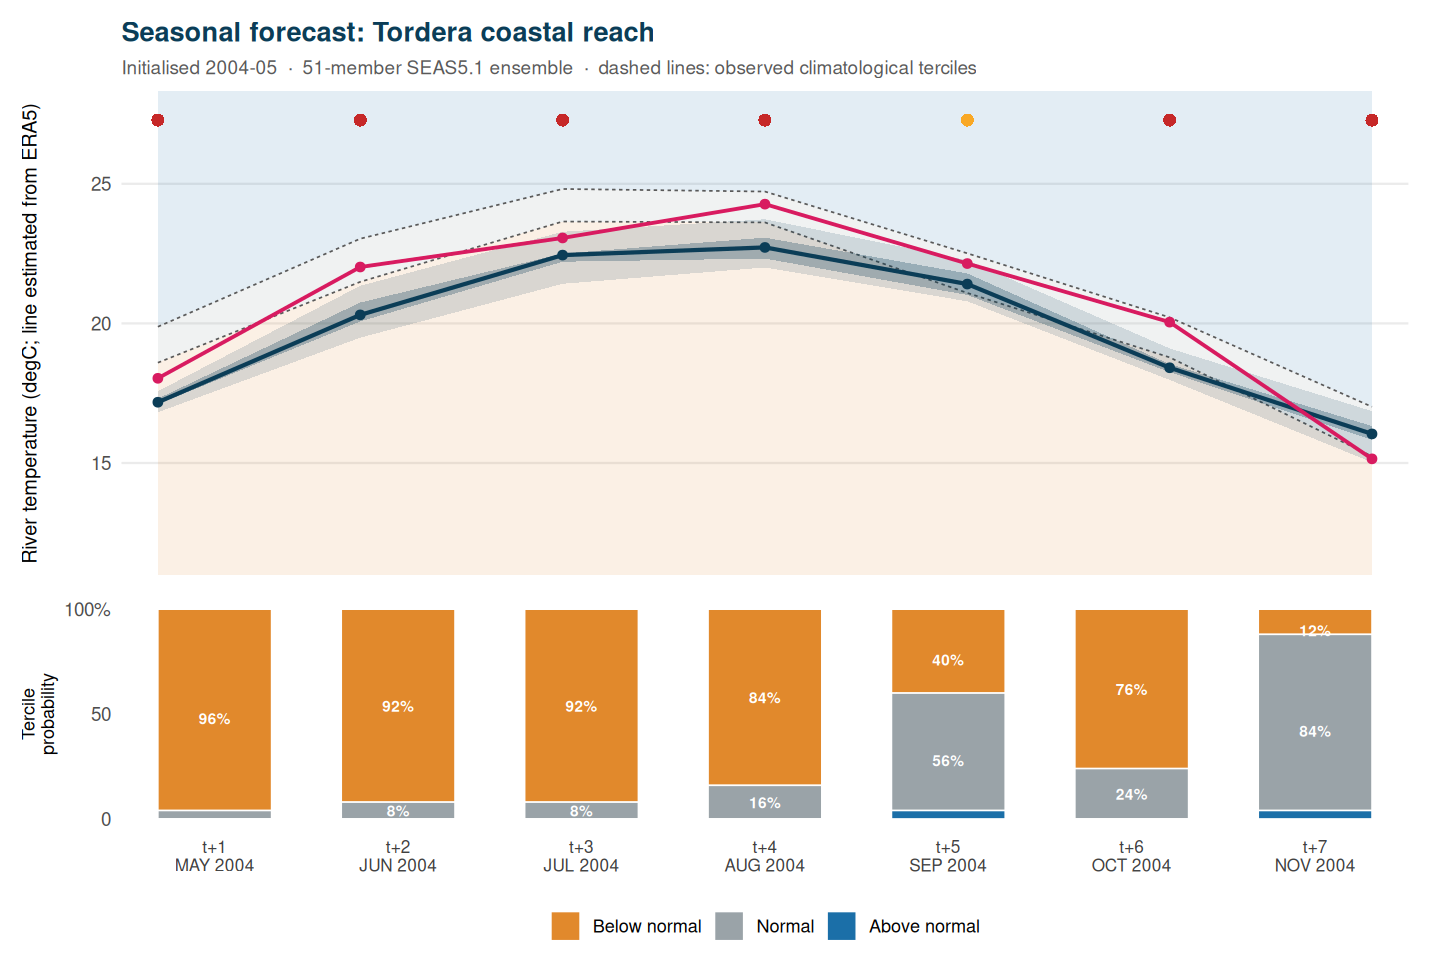 Seasonal forecast: Tordera coastal reach
Initialised 2004-05 · 51-member SEAS5.1 ensemble · dashed lines: observed climatological terciles
River temperature (degC; line estimated from ERA5)
25
20
15
Tercile
probability
100%
50
0
96%
92%
8%
92%
8%
84%
16%
40%
56%
76%
24%
12%
84%
t+1
MAY 2004
t+2
JUN 2004
t+3
JUL 2004
t+4
AUG 2004
t+5
SEP 2004
t+6
OCT 2004
t+7
NOV 2004
Below normal
Normal
Above normal